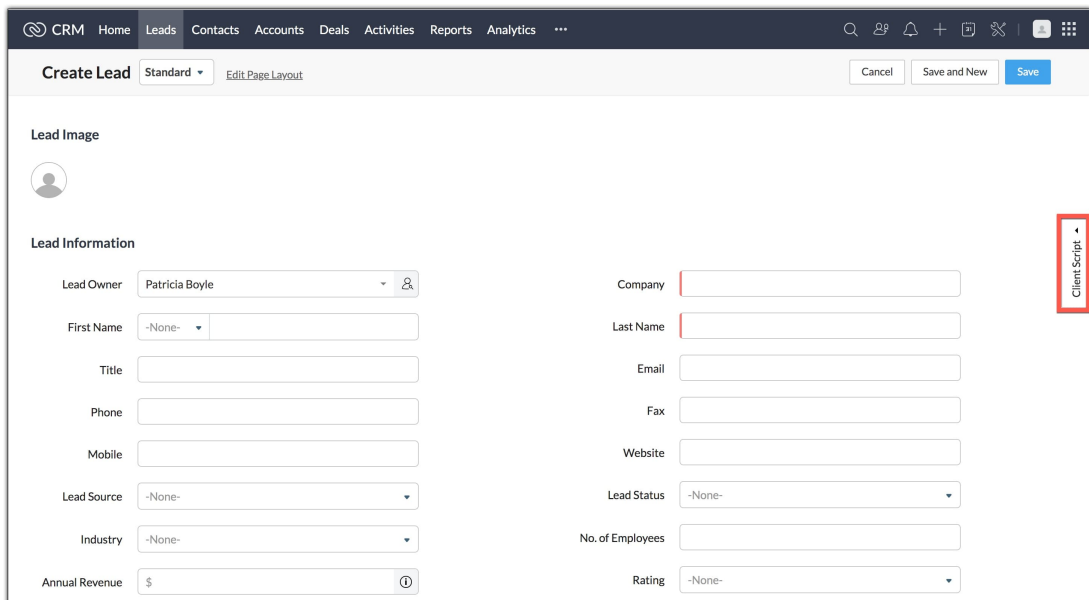 CRM Home Leads Contacts Accounts Deals Activities Reports Analytics •••
31
Create Lead Standard Edit Page Layout Cancel Save and New Save
Lead Image
Lead Information
Client Script
Lead Owner Patricia Boyle Company
First Name -None- Last Name
Title Email
Phone Fax
Mobile Website
Lead Source -None- Lead Status -None-
Industry -None- No. of Employees
Annual Revenue $ Rating -None-